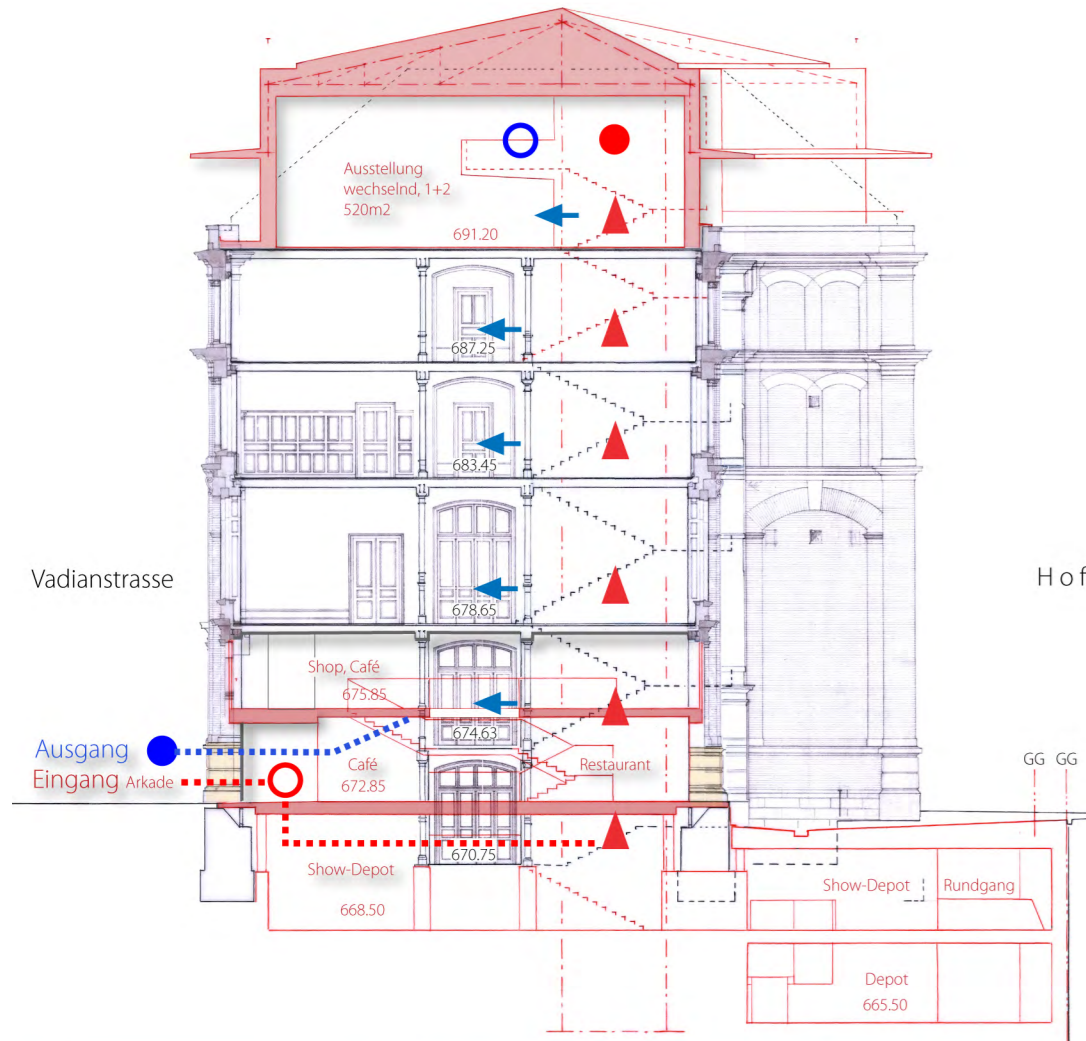 Ausstellung
wechselnd, 1+2
520m2
691.20
687.25
683.45
Vadianstrasse
Hof
678.65
Shop, Café
675.85
674.63
Ausgang
Eingang Arkade
Café
672.85
Restaurant
GG GG
670.75
Show-Depot
668.50
Show-Depot
Rundgang
Depot
665.50